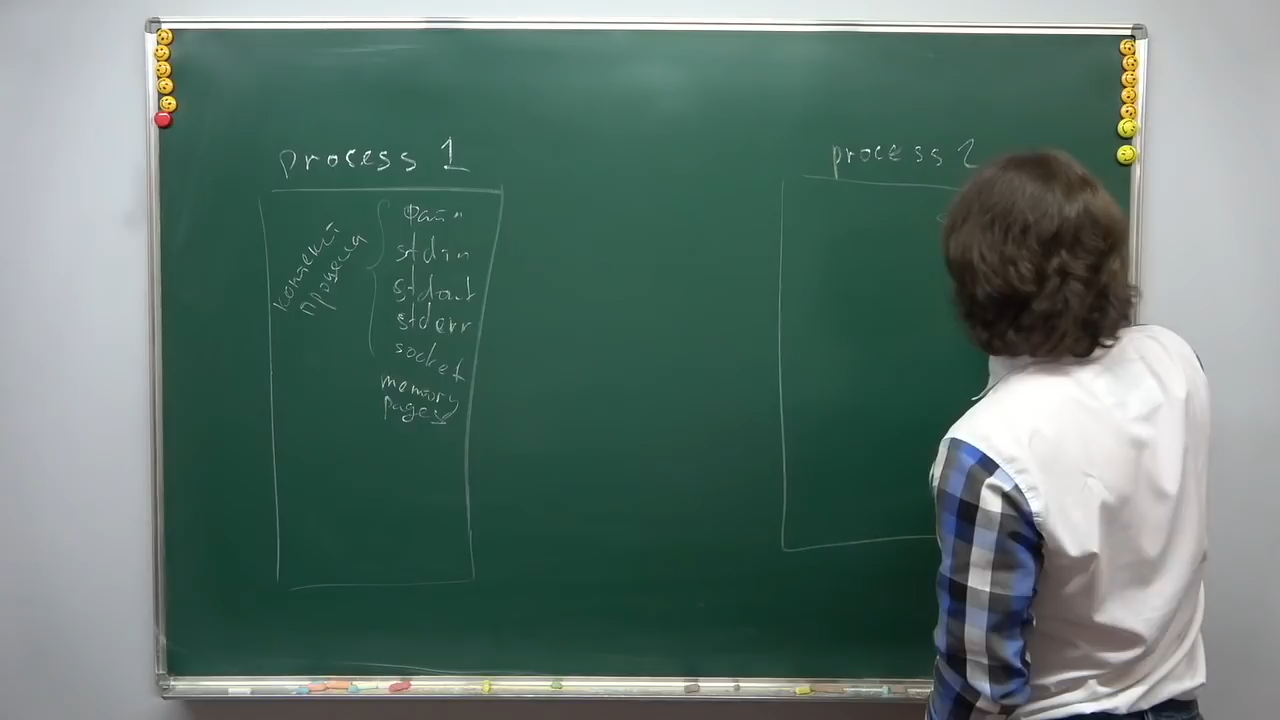 process 1
process 2
контекст
процесса
файл
stdin
stdout
stderr
socket
memory
pages